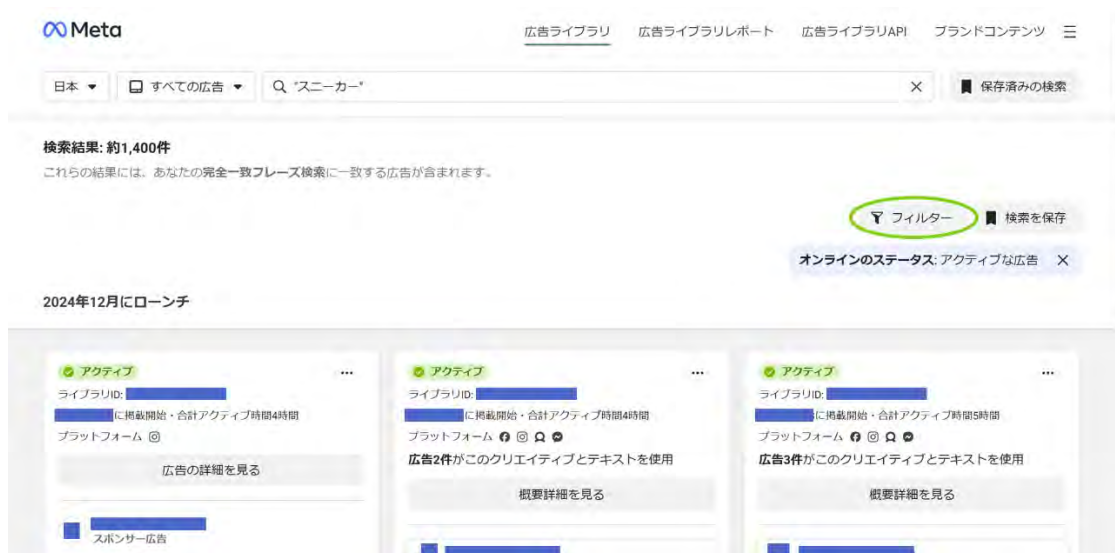 Meta
広告ライブラリ 広告ライブラリレポート 広告ライブラリAPI ブランドコンテンツ
日本 すべての広告 "スニーカー" 保存済みの検索
検索結果: 約1,400件
これらの結果には、あなたの完全一致フレーズ検索に一致する広告が含まれます。
フィルター 検索を保存
オンラインのステータス: アクティブな広告
2024年12月にローンチ
アクティブ
ライブラリID:
に掲載開始・合計アクティブ時間4時間
プラットフォーム
広告の詳細を見る
スポンサー広告
アクティブ
ライブラリID:
に掲載開始・合計アクティブ時間4時間
プラットフォーム
広告2件がこのクリエイティブとテキストを使用
概要詳細を見る
アクティブ
ライブラリID:
に掲載開始・合計アクティブ時間5時間
プラットフォーム
広告3件がこのクリエイティブとテキストを使用
概要詳細を見る